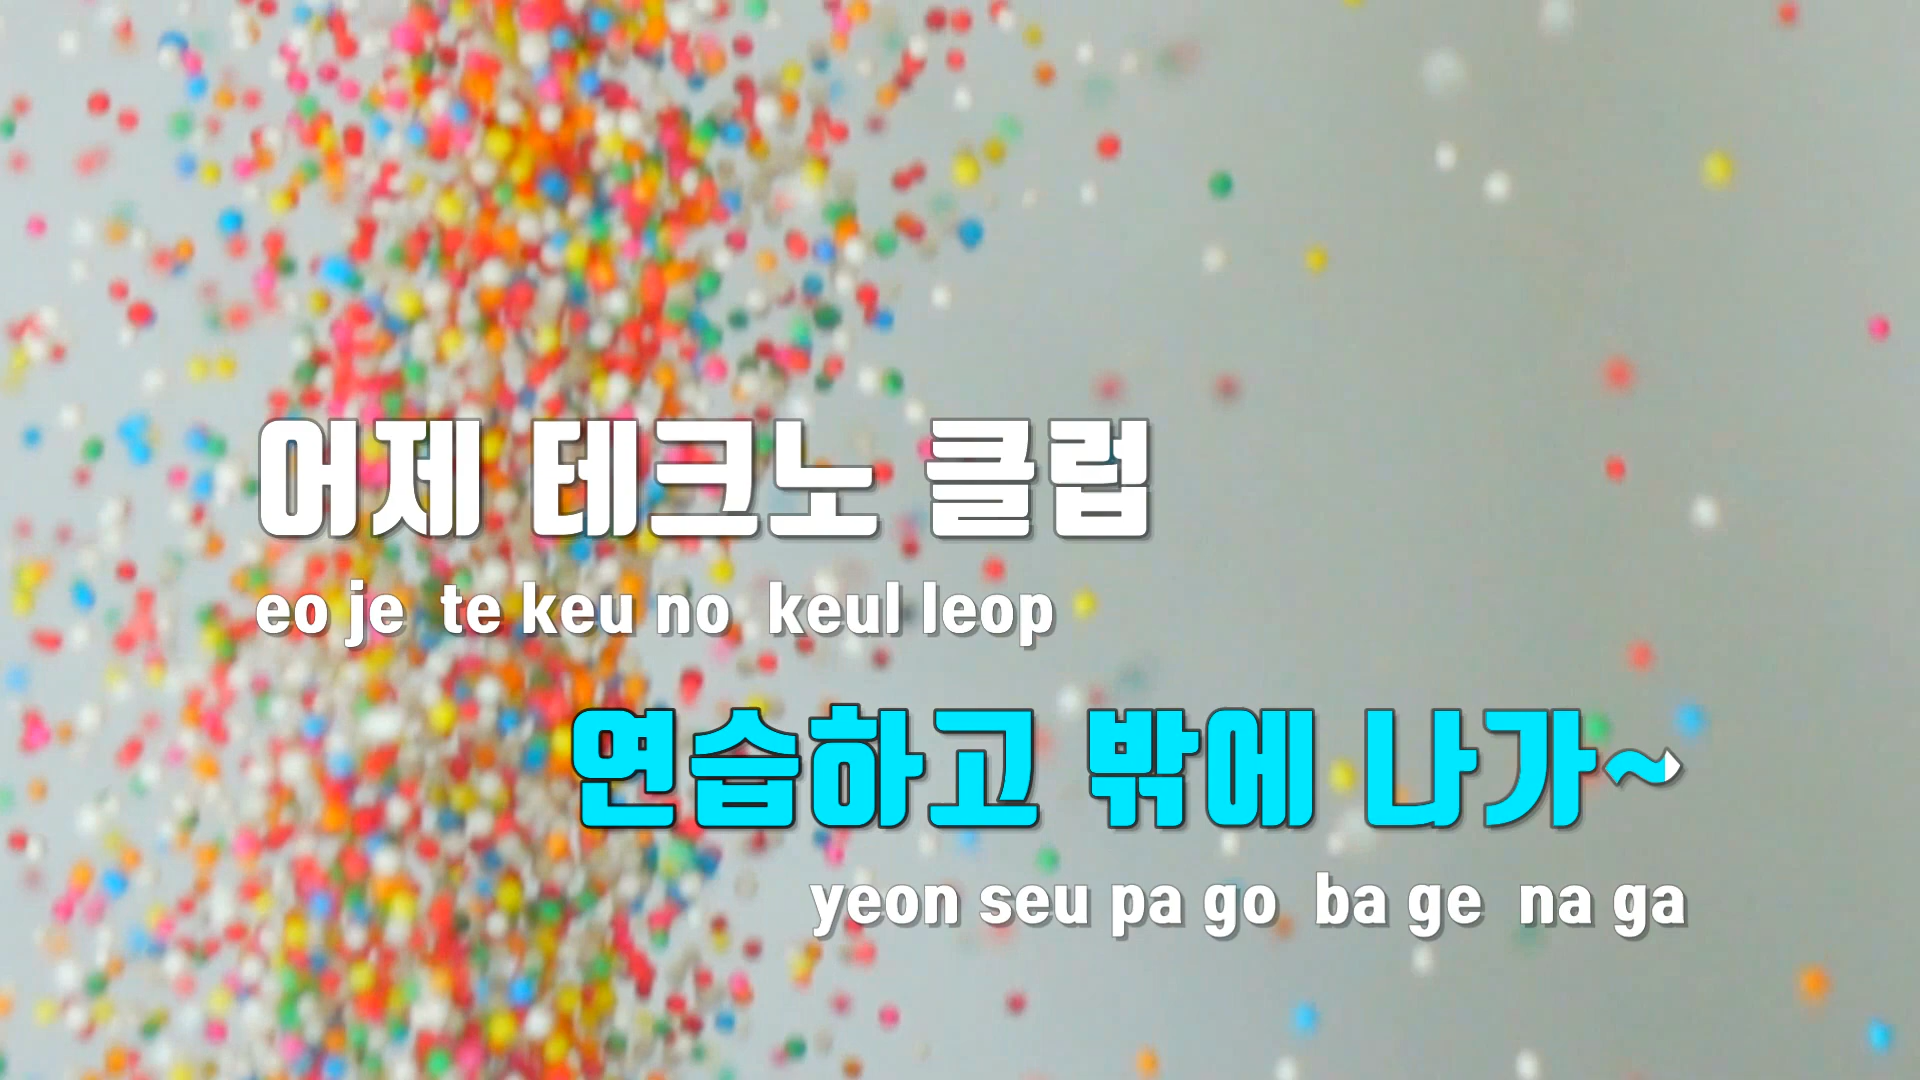 어제 테크노 클럽
eo je te keu no keul leop
연습하고 밖에 나가~
yeon seu pa go ba ge na ga